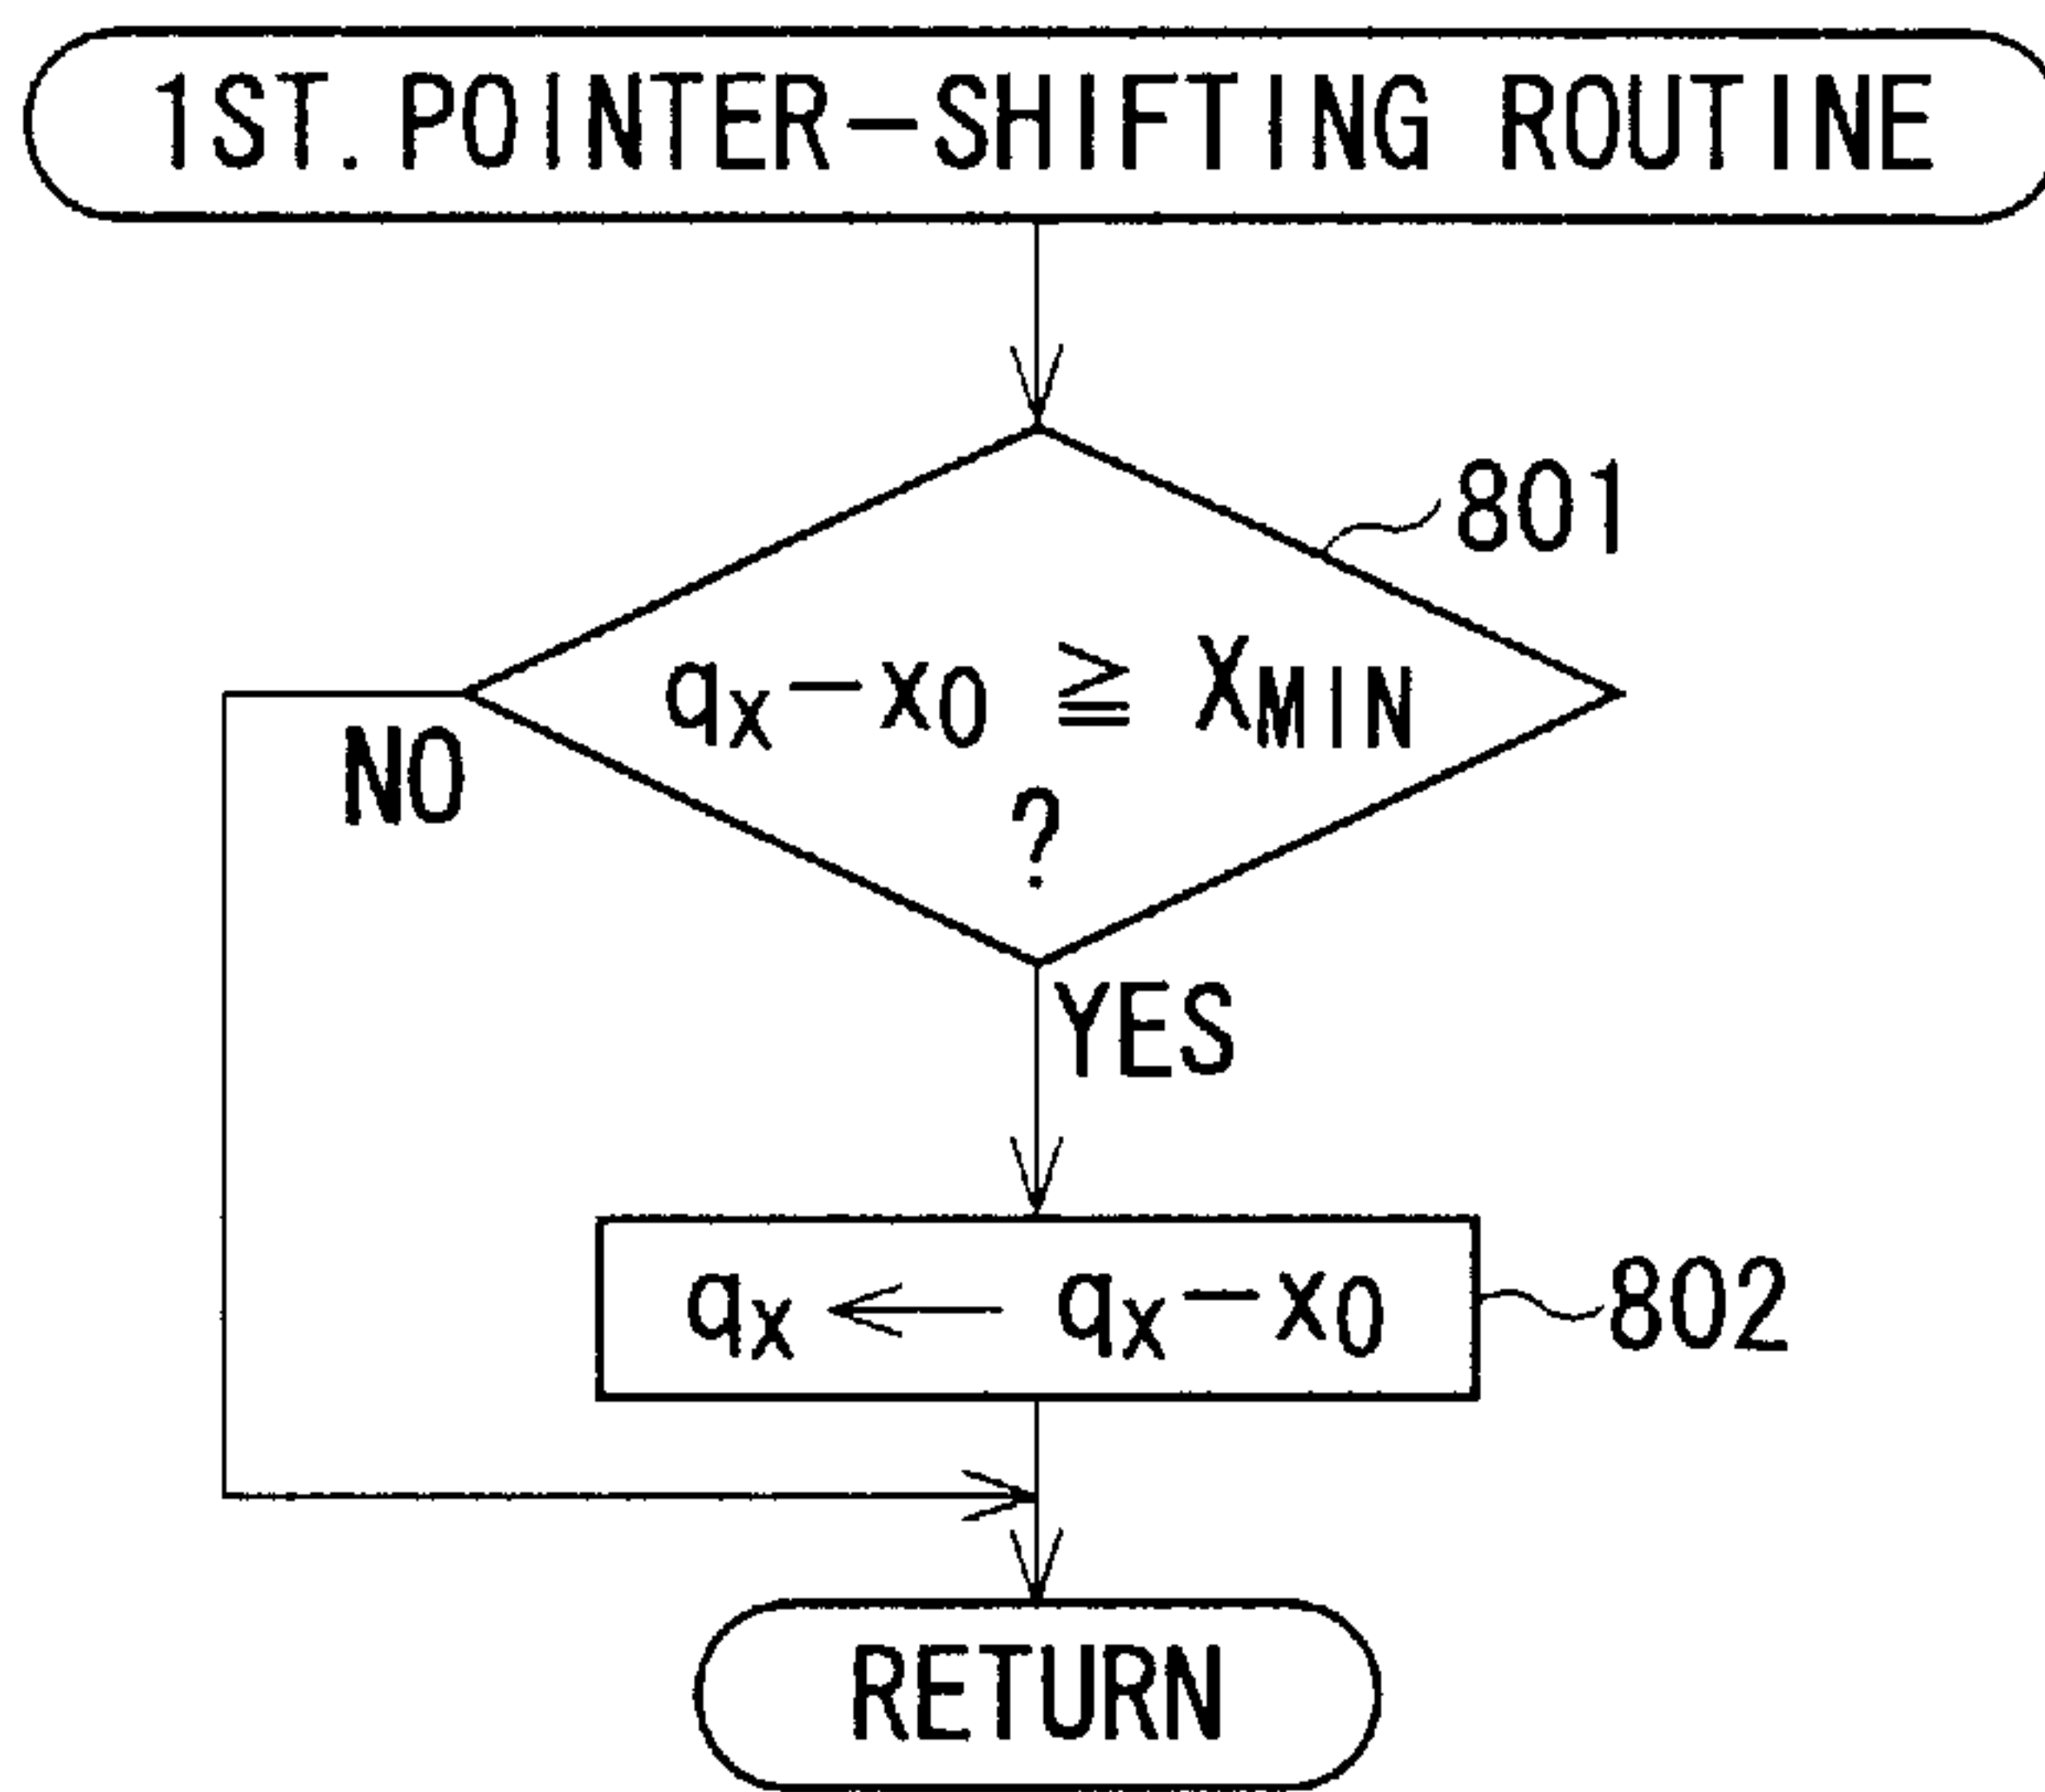 1ST. POINTER-SHIFTING ROUTINE
801
qx-x0 ≧ XMIN
?
NO
YES
qx ← qx-x0
802
RETURN